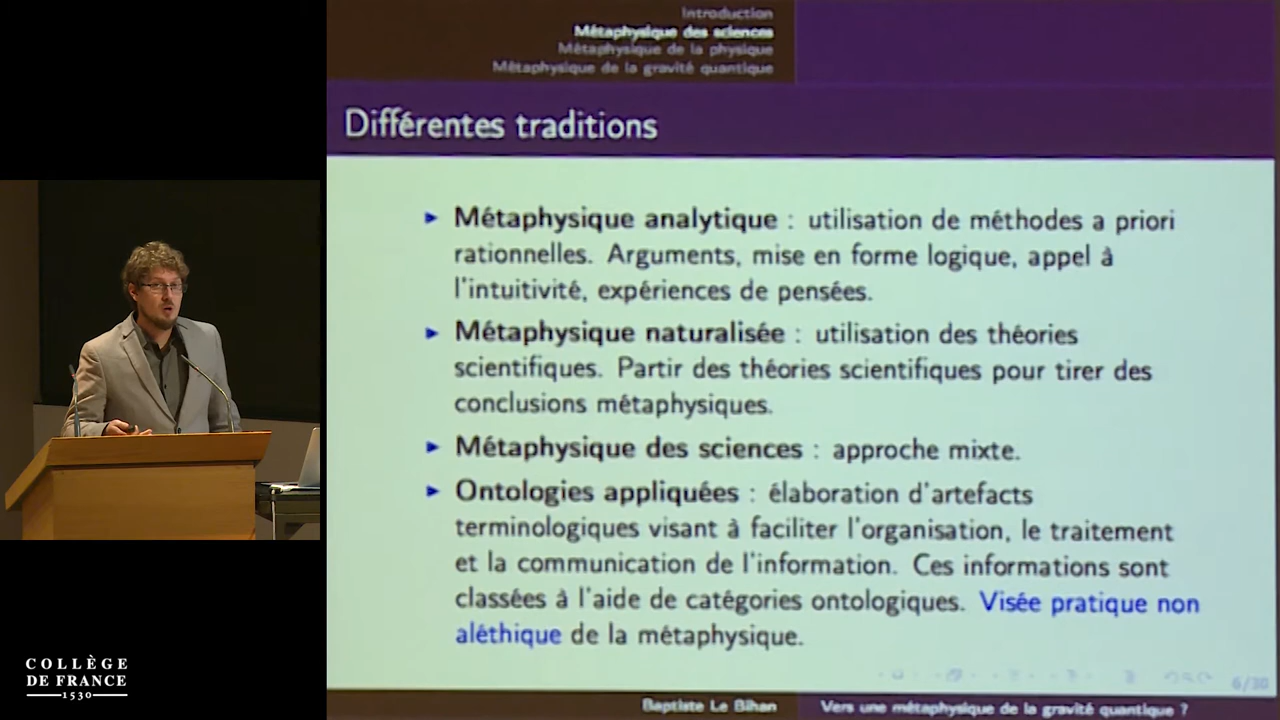 Introduction
Métaphysique des sciences
Métaphysique de la physique
Métaphysique de la gravité quantique
Différentes traditions
Métaphysique analytique : utilisation de méthodes a priori
rationnelles. Arguments, mise en forme logique, appel à
l'intuitivité, expériences de pensées.
Métaphysique naturalisée : utilisation des théories
scientifiques. Partir des théories scientifiques pour tirer des
conclusions métaphysiques.
Métaphysique des sciences : approche mixte.
Ontologies appliquées : élaboration d'artefacts
terminologiques visant à faciliter l'organisation, le traitement
et la communication de l'information. Ces informations sont
classées à l'aide de catégories ontologiques. Visée pratique non
aléthique de la métaphysique.
6/30
Baptiste Le Bihan
Vers une métaphysique de la gravité quantique ?
COLLÈGE
DE FRANCE
1530